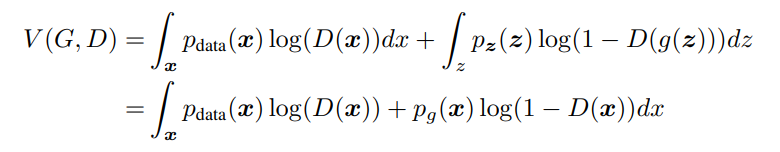 V(G, D) = ∫_x p_data(x) log(D(x))dx + ∫_z p_z(z) log(1 − D(g(z)))dz
= ∫_x p_data(x) log(D(x)) + p_g(x) log(1 − D(x))dx